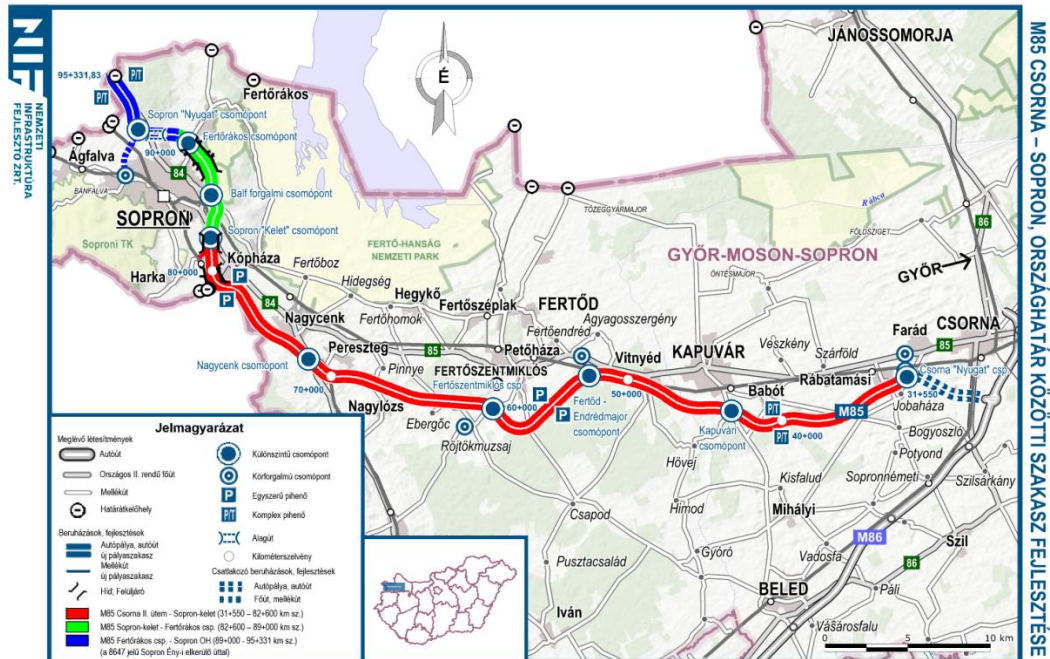 NIF
NEMZETI
INFRASTRUKTÚRA
FEJLESZTŐ ZRT.
M85 CSORNA – SOPRON, ORSZÁGHATÁR KÖZÖTTI SZAKASZ FEJLESZTÉSE
JÁNOSSOMORJA
É
95+331,83
P/T
P/T
Fertőrákos
Sopron "Nyugat" csomópont
Fertőrákos csomópont
90+000
Ágfalva
BÁNFALVA
84
Balf forgalmi csomópont
SOPRON
Soproni TK
Sopron "Kelet" csomópont
Harka
80+000
Kópháza
P
P
84
FERTŐ-HANSÁG
NEMZETI PARK
TŐZEGGYÁRMAJOR
Rábca
FÖLDSZIGET
86
GYŐR-MOSON-SOPRON
GYŐR
ÖNTÉSMAJOR
Fertőboz
Hidegség
Hegykő
Fertőszéplak
FERTŐD
Fertőhomok
Fertőendréd
Agyagosszergény
Nagycenk
Pereszteg
85
Petőháza
Vitnyéd
KAPUVÁR
Veszkény
Szárföld
Farád
CSORNA
85
Nagycenk csomópont
Pinnye
FERTŐSZENTMIKLÓS
Fertőszentmiklós csp.
Babót
Rábatamási
Csorna "Nyugat" csp.
31+550
70+000
Nagylózs
60+000
P
P
Fertőd -
Endrédmajor
csomópont
50+000
P/T
P/T
40+000
M85
Jobaháza
Ebergőc
Röjtökmuzsaj
Kapuvári
csomópont
Bogyoszló
Potyond
Hövej
Kisfalud
Sopronnémeti
Szilsárkány
Csapod
Himod
Mihályi
M86
Pusztacsalád
Gyóró
Vadosfa
86
Szil
Páli
BELED
Iván
Vásárosfalu
0
5
10 km
Jelmagyarázat
Meglévő létesítmények
Autóút
Országos II. rendű főút
Mellékút
Határátkelőhely
Beruházások, fejlesztések
Autópálya, autóút
új pályaszakasz
Mellékút
új pályaszakasz
Híd; Felüljáró
Különszintű csomópont
Körforgalmú csomópont
P
Egyszerű pihenő
P/T
Komplex pihenő
Alagút
Kilométerszelvény
Csatlakozó beruházások, fejlesztések
Autópálya, autóút
Főút, mellékút
M85 Csorna II. ütem - Sopron-kelet (31+550 – 82+600 km sz.)
M85 Sopron-kelet - Fertőrákos csp. (82+600 – 89+000 km sz.)
M85 Fertőrákos csp. - Sopron OH (89+000 - 95+331 km sz.)
(a 8647 jelű Sopron Ény-i elkerülő úttal)